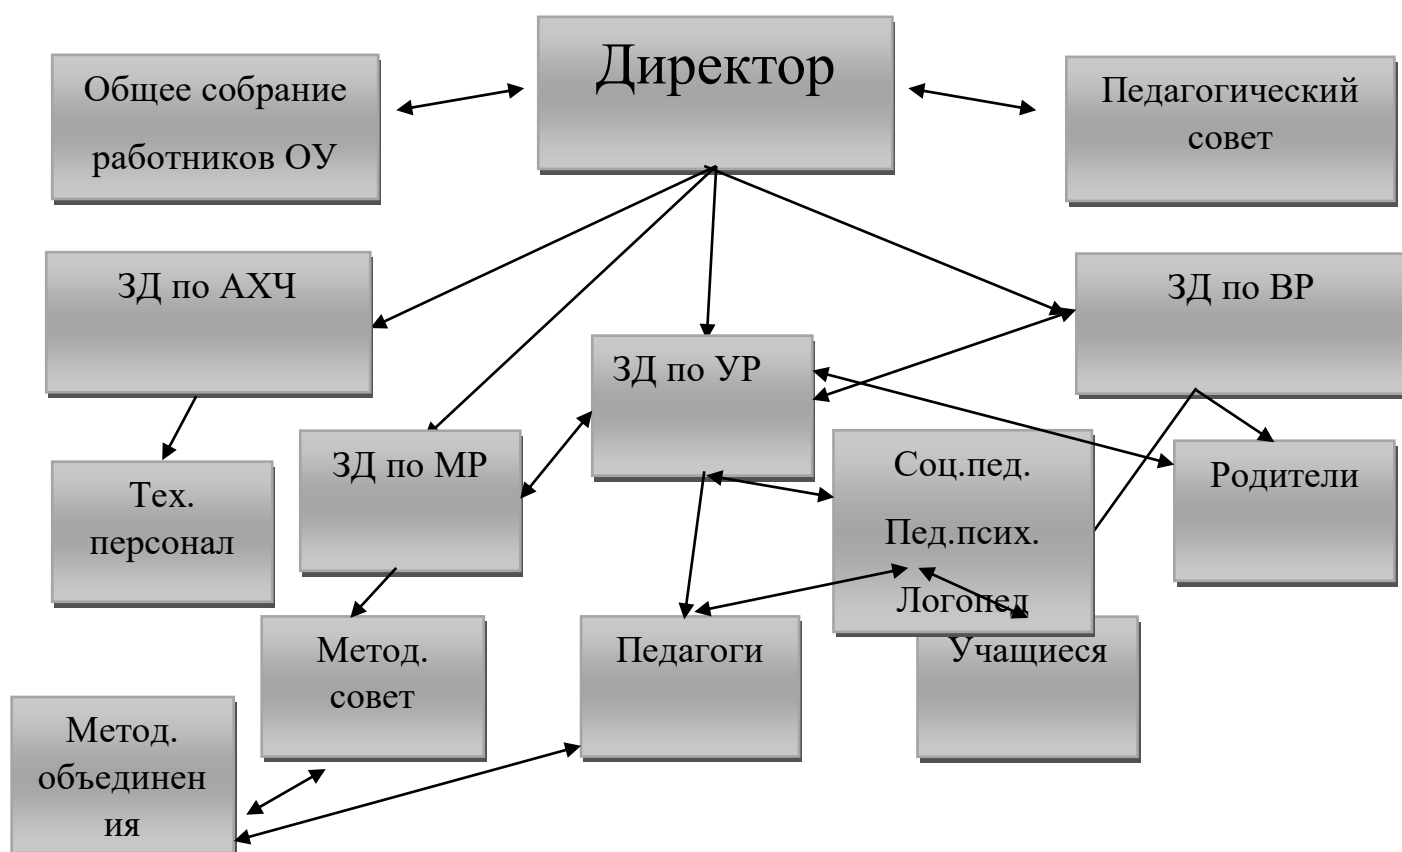 Директор
Общее собрание
работников ОУ
Педагогический
совет
ЗД по АХЧ
ЗД по ВР
ЗД по УР
ЗД по МР
Соц.пед.
Пед.псих.
Логопед
Родители
Тех.
персонал
Метод.
совет
Педагоги
Учащиеся
Метод.
объединен
ия